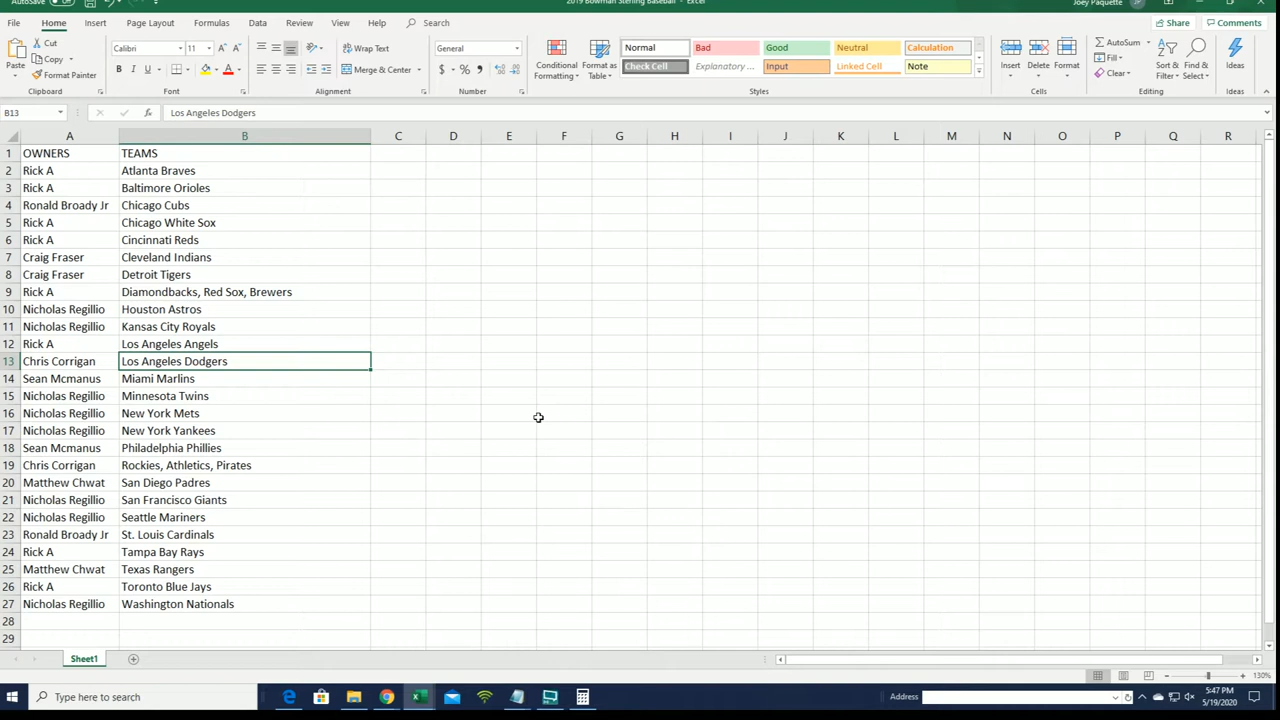 AutoSave
2019 Bowman Sterling Baseball - Excel
Joey Paquette
JP
File Home Insert Page Layout Formulas Data Review View Help Search
Share Comments
Paste
Cut
Copy
Format Painter
Clipboard
Calibri 11
B I U
Font
Wrap Text
Merge & Center
Alignment
General
$ % ,
Number
Conditional Formatting
Format as Table
Normal Bad Good Neutral Calculation
Check Cell Explanatory ... Input Linked Cell Note
Styles
Insert Delete Format
Cells
AutoSum
Fill
Clear
Sort & Filter
Find & Select
Editing
Ideas
Ideas
B13 fx Los Angeles Dodgers
A B C D E F G H I J K L M N O P Q R
1 OWNERS TEAMS
2 Rick A Atlanta Braves
3 Rick A Baltimore Orioles
4 Ronald Broady Jr Chicago Cubs
5 Rick A Chicago White Sox
6 Rick A Cincinnati Reds
7 Craig Fraser Cleveland Indians
8 Craig Fraser Detroit Tigers
9 Rick A Diamondbacks, Red Sox, Brewers
10 Nicholas Regillio Houston Astros
11 Nicholas Regillio Kansas City Royals
12 Rick A Los Angeles Angels
13 Chris Corrigan Los Angeles Dodgers
14 Sean Mcmanus Miami Marlins
15 Nicholas Regillio Minnesota Twins
16 Nicholas Regillio New York Mets
17 Nicholas Regillio New York Yankees
18 Sean Mcmanus Philadelphia Phillies
19 Chris Corrigan Rockies, Athletics, Pirates
20 Matthew Chwat San Diego Padres
21 Nicholas Regillio San Francisco Giants
22 Nicholas Regillio Seattle Mariners
23 Ronald Broady Jr St. Louis Cardinals
24 Rick A Tampa Bay Rays
25 Matthew Chwat Texas Rangers
26 Rick A Toronto Blue Jays
27 Nicholas Regillio Washington Nationals
28
29
Sheet1
130%
Type here to search
Address
5:47 PM
5/19/2020